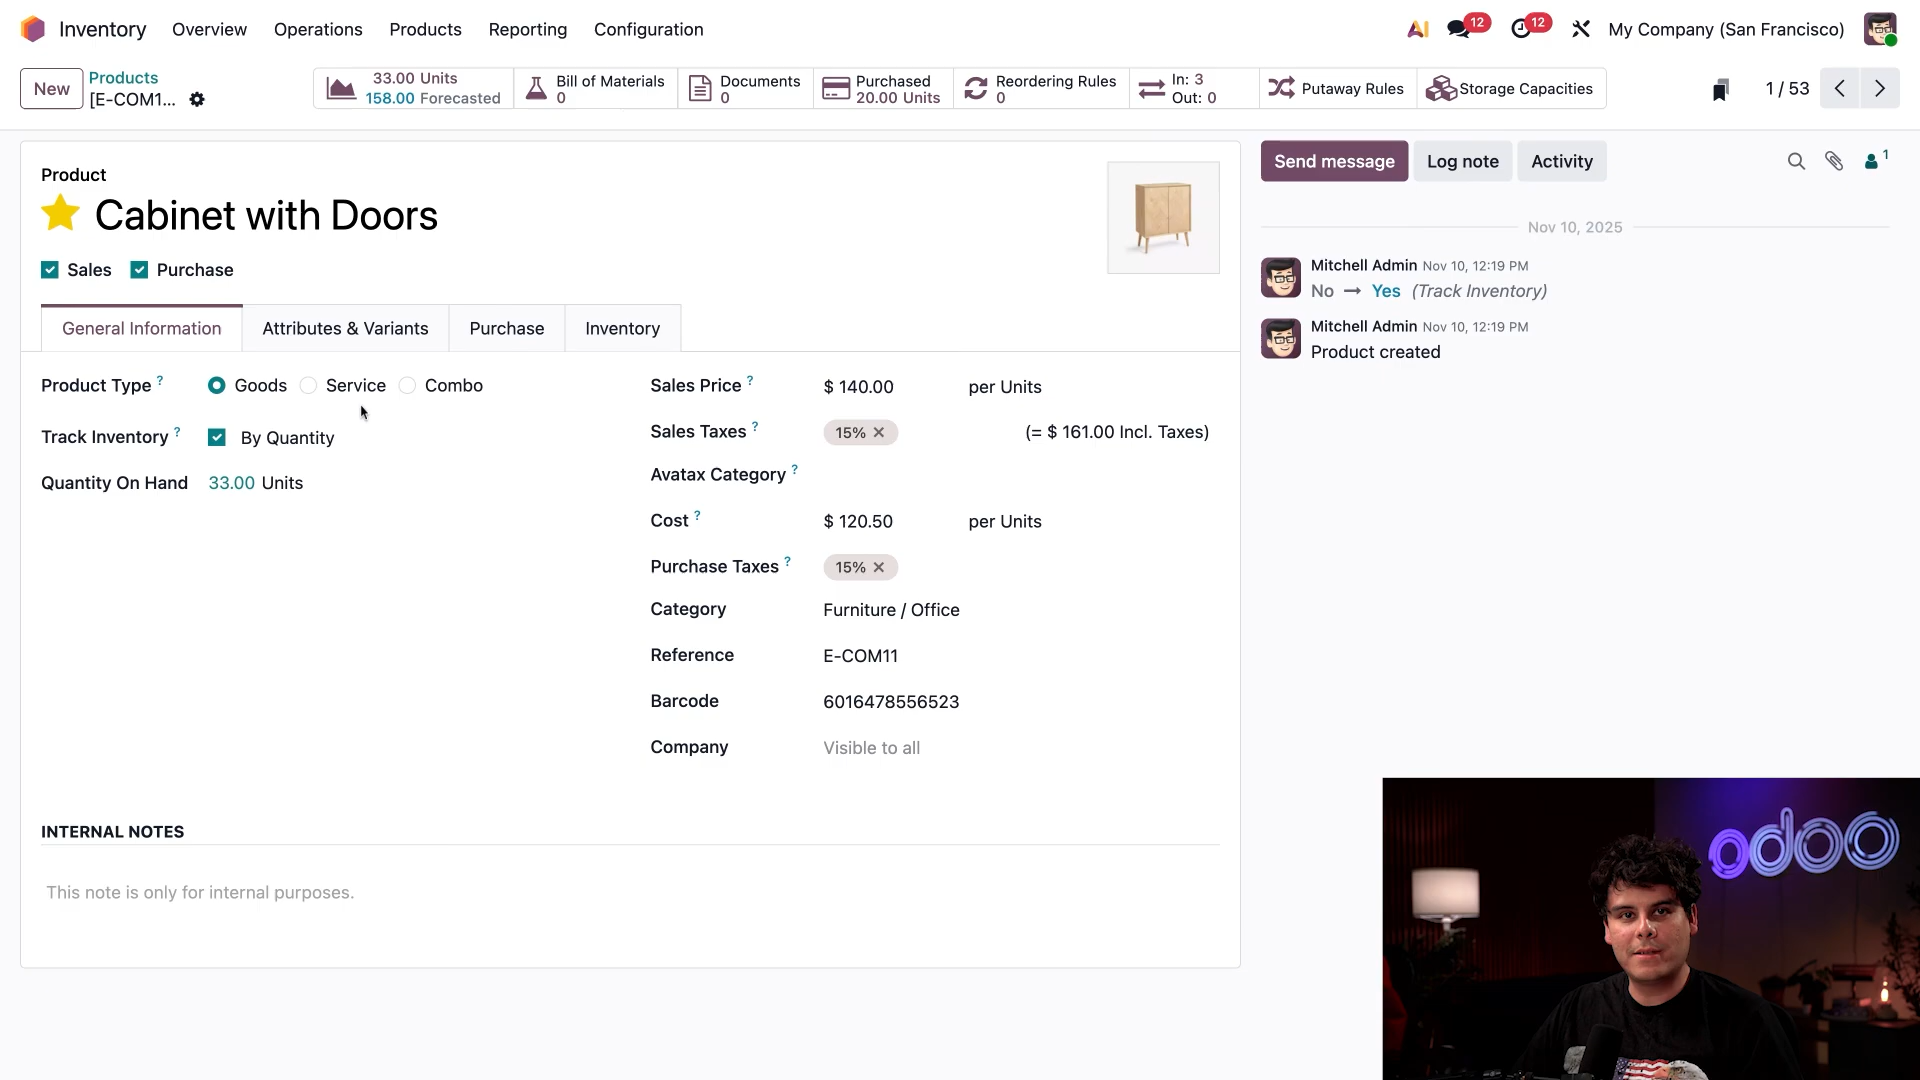 Inventory Overview Operations Products Reporting Configuration
AI 12 12 My Company (San Francisco)
New
Products
[E-COM1...
33.00 Units
158.00 Forecasted
Bill of Materials
0
Documents
0
Purchased
20.00 Units
Reordering Rules
0
In: 3
Out: 0
Putaway Rules
Storage Capacities
1 / 53
Product
Cabinet with Doors
Sales Purchase
General Information Attributes & Variants Purchase Inventory
Product Type ? Goods Service Combo
Track Inventory ? By Quantity
Quantity On Hand 33.00 Units
Sales Price ? $ 140.00 per Units
Sales Taxes ? 15% (= $ 161.00 Incl. Taxes)
Avatax Category ?
Cost ? $ 120.50 per Units
Purchase Taxes ? 15%
Category Furniture / Office
Reference E-COM11
Barcode 6016478556523
Company Visible to all
INTERNAL NOTES
This note is only for internal purposes.
Send message Log note Activity 1
Nov 10, 2025
Mitchell Admin Nov 10, 12:19 PM
No → Yes (Track Inventory)
Mitchell Admin Nov 10, 12:19 PM
Product created
odoo